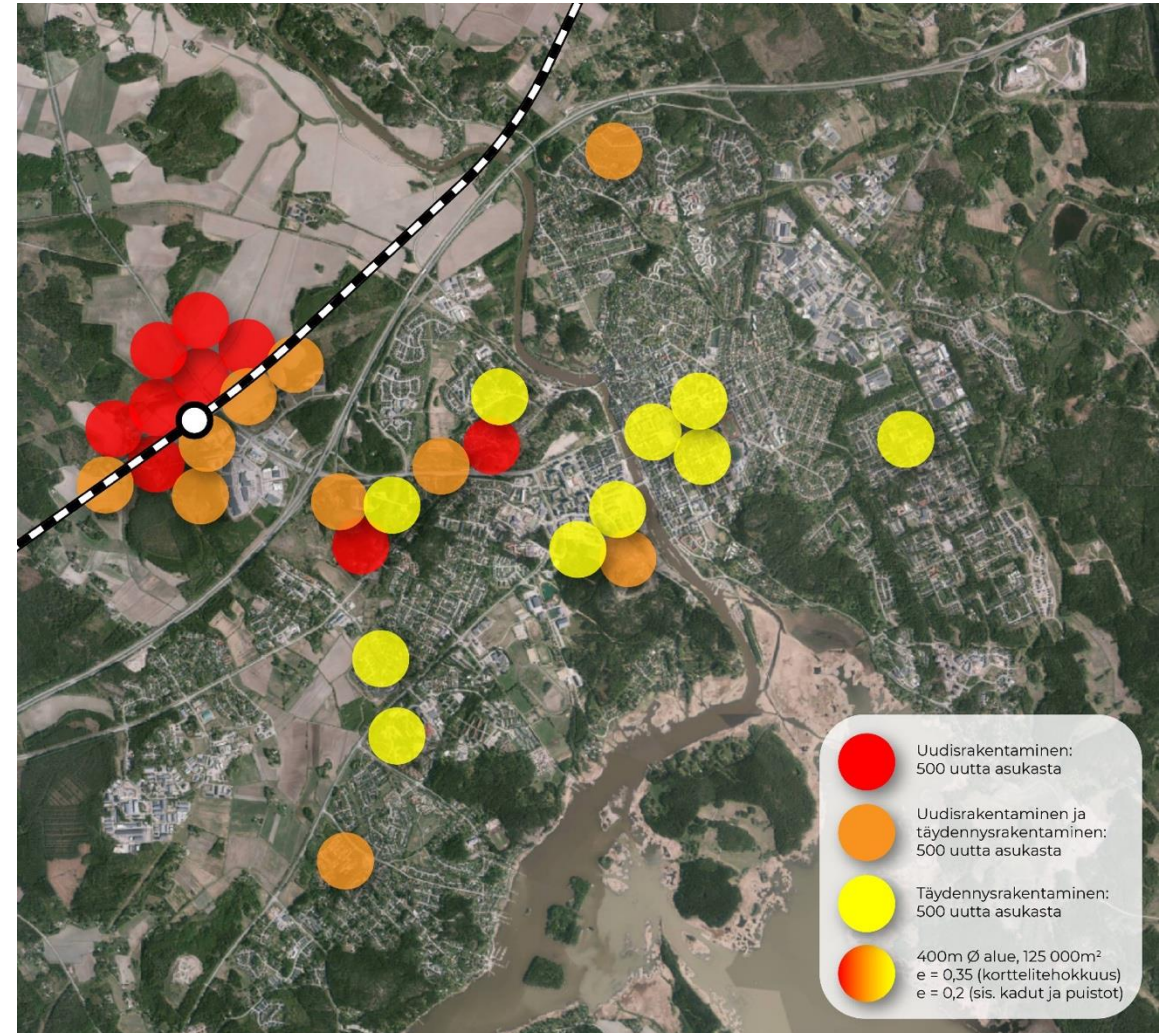 Uudisrakentaminen:
500 uutta asukasta
Uudisrakentaminen ja
täydennysrakentaminen:
500 uutta asukasta
Täydennysrakentaminen:
500 uutta asukasta
400m Ø alue, 125 000m²
e = 0,35 (korttelitehokkuus)
e = 0,2 (sis. kadut ja puistot)